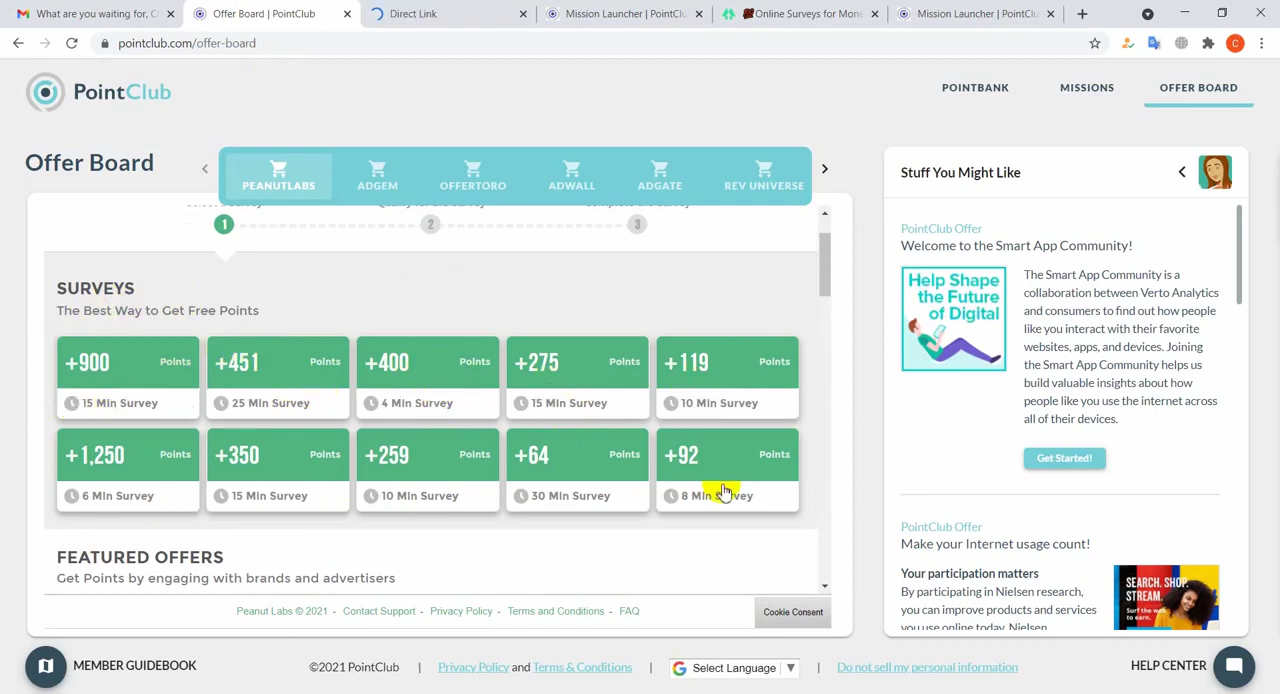 What are you waiting for, C
Offer Board | PointClub
Direct Link
Mission Launcher | PointClu
Online Surveys for Mone
Mission Launcher | PointClu
pointclub.com/offer-board
C
PointClub
POINTBANK
MISSIONS
OFFER BOARD
Offer Board
PEANUTLABS
ADGEM
OFFERTORO
ADWALL
ADGATE
REV UNIVERSE
1
2
3
SURVEYS
The Best Way to Get Free Points
+900 Points
+451 Points
+400 Points
+275 Points
+119 Points
15 Min Survey
25 Min Survey
4 Min Survey
15 Min Survey
10 Min Survey
+1,250 Points
+350 Points
+259 Points
+64 Points
+92 Points
6 Min Survey
15 Min Survey
10 Min Survey
30 Min Survey
8 Min Survey
FEATURED OFFERS
Get Points by engaging with brands and advertisers
Peanut Labs © 2021 - Contact Support - Privacy Policy - Terms and Conditions - FAQ
Cookie Consent
Stuff You Might Like
PointClub Offer
Welcome to the Smart App Community!
Help Shape
the Future
of Digital
The Smart App Community is a
collaboration between Verto Analytics
and consumers to find out how people
like you interact with their favorite
websites, apps, and devices. Joining
the Smart App Community helps us
build valuable insights about how
people like you use the internet across
all of their devices.
Get Started!
PointClub Offer
Make your Internet usage count!
Your participation matters
By participating in Nielsen research,
you can improve products and services
you use online today. Nielsen
SEARCH. SHOP.
STREAM.
Surf the web
to earn.
MEMBER GUIDEBOOK
©2021 PointClub | Privacy Policy and Terms & Conditions | Select Language | Do not sell my personal information
HELP CENTER